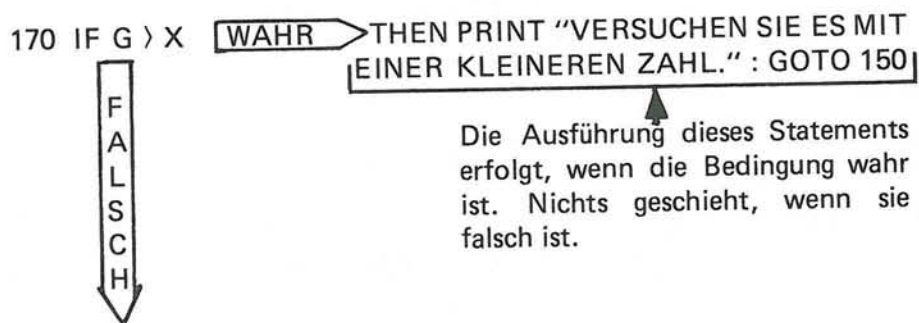 170 IF G > X WAHR THEN PRINT “VERSUCHEN SIE ES MIT
EINER KLEINEREN ZAHL.” : GOTO 150
FALSCH
Die Ausführung dieses Statements
erfolgt, wenn die Bedingung wahr
ist. Nichts geschieht, wenn sie
falsch ist.